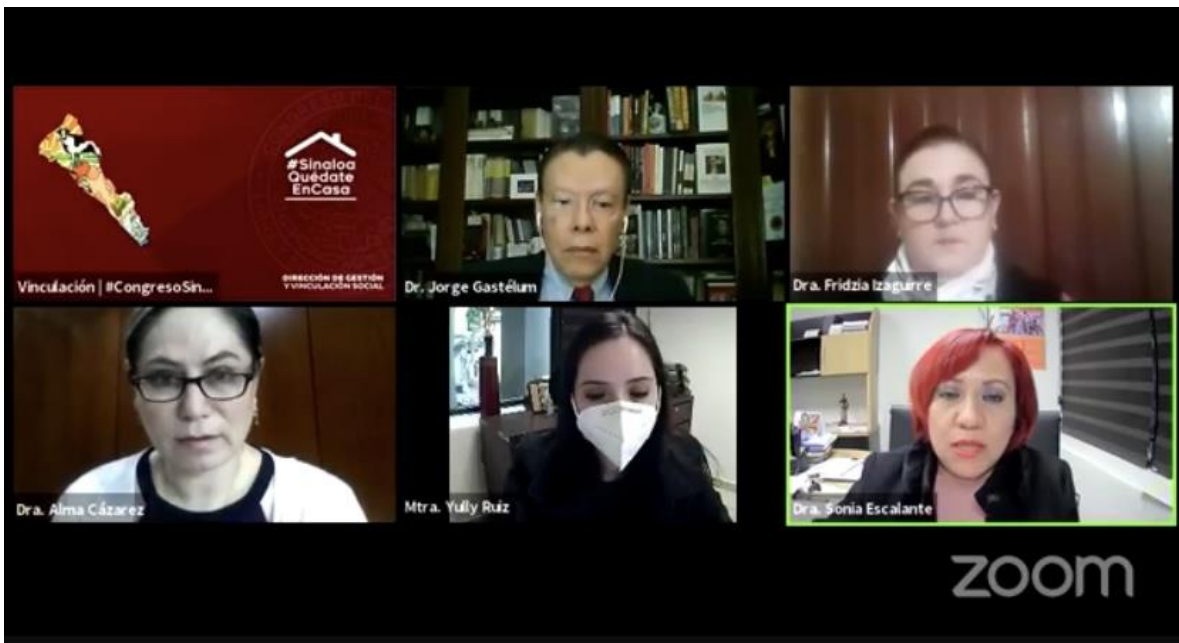 #Sinaloa
Quédate
EnCasa
DIRECCIÓN DE GESTIÓN
Y VINCULACIÓN SOCIAL
Vinculación | #CongresoSin...
Dr. Jorge Gastélum
Dra. Fridzia Izaguirre
Dra. Alma Cázarez
Mtra. Yully Ruiz
Dra. Sonia Escalante
zoom